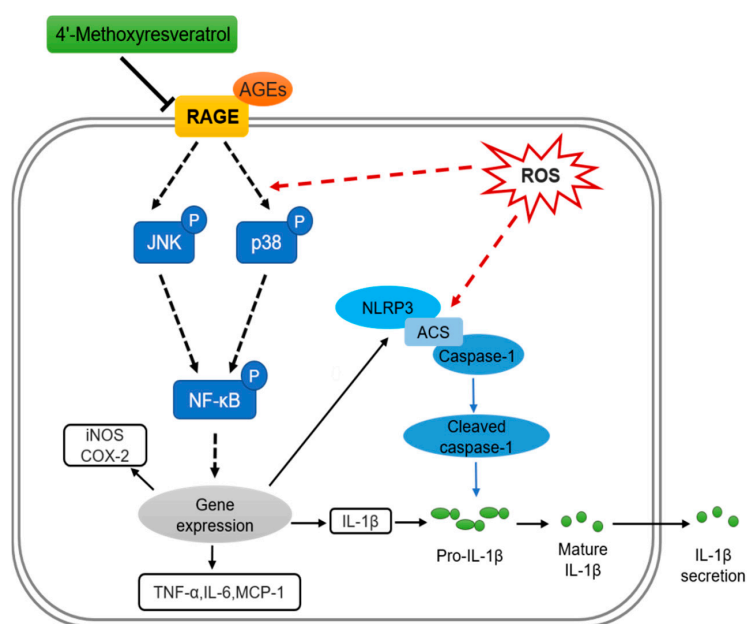 4'-Methoxyresveratrol
AGEs
RAGE
ROS
P
P
JNK
p38
NLRP3
ACS
Caspase-1
P
NF-κB
Cleaved
caspase-1
iNOS
COX-2
Gene
expression
IL-1β
Pro-IL-1β
Mature
IL-1β
IL-1β
secretion
TNF-α,IL-6,MCP-1